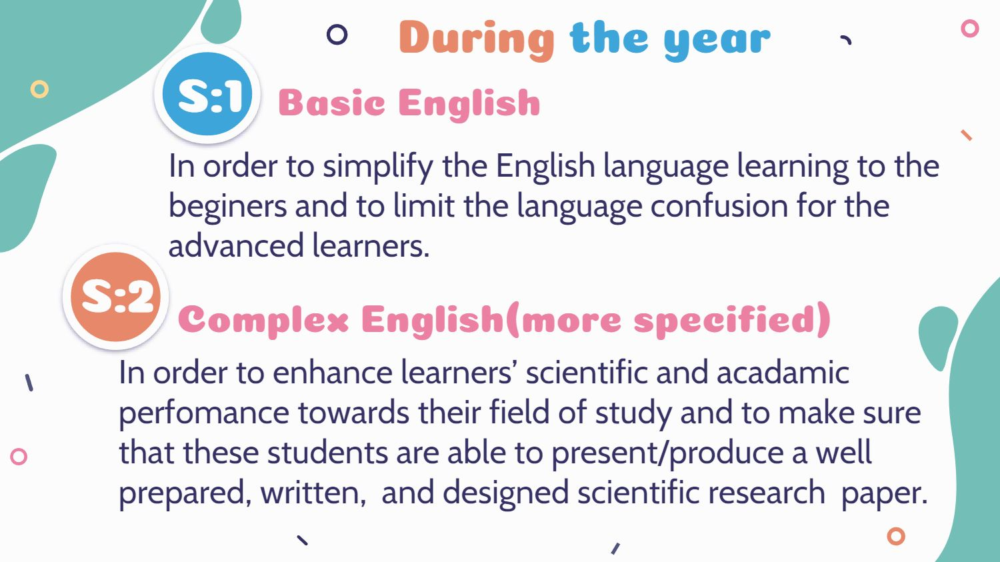 During the year
S:1
Basic English
In order to simplify the English language learning to the
beginers and to limit the language confusion for the
advanced learners.
S:2
Complex English(more specified)
In order to enhance learners’ scientific and acadamic
perfomance towards their field of study and to make sure
that these students are able to present/produce a well
prepared, written,  and designed scientific research  paper.